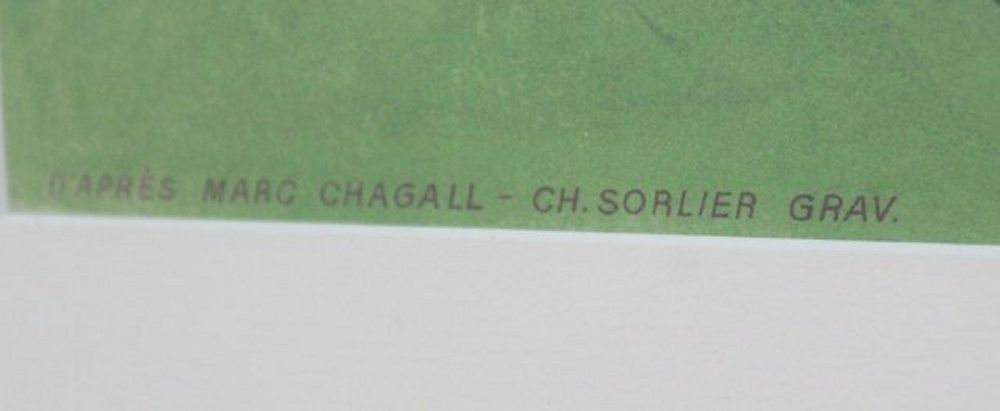 D'APRÈS MARC CHAGALL - CH. SORLIER GRAV.